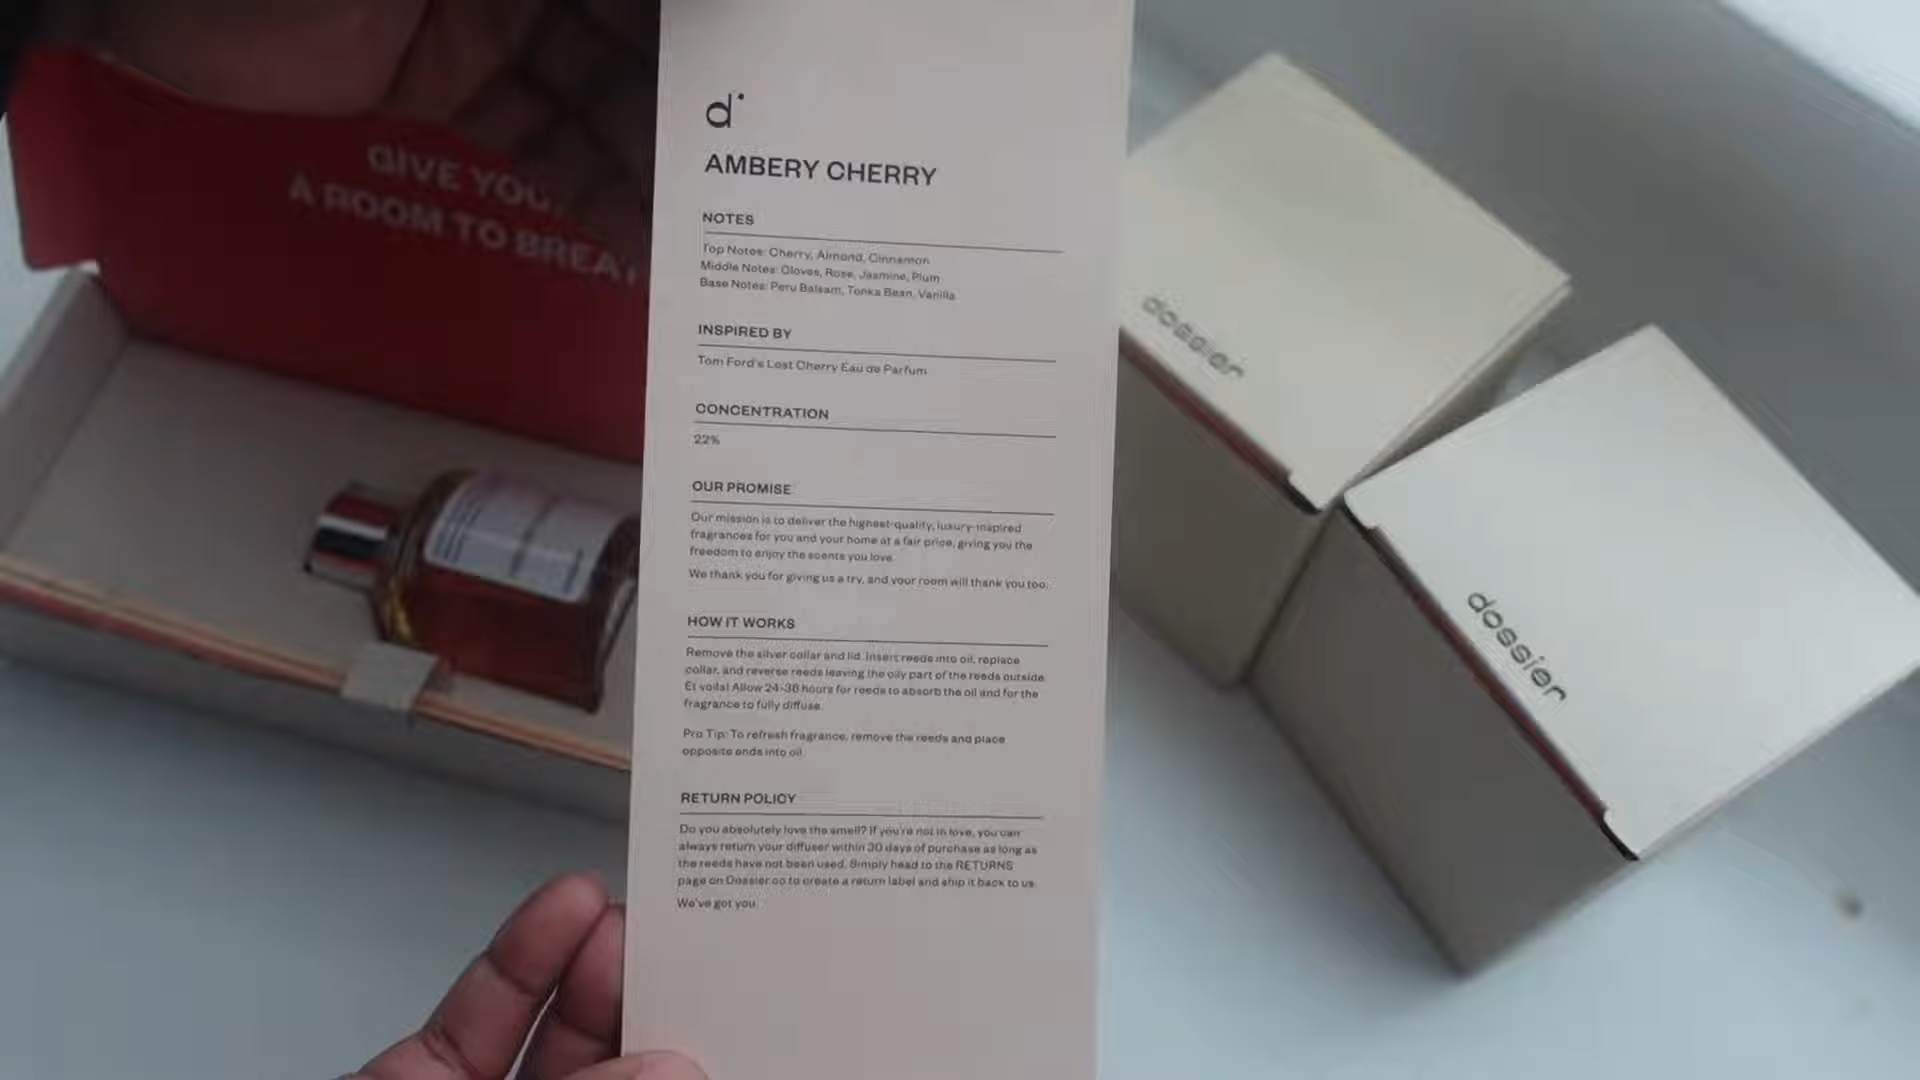 GIVE YOU
A ROOM TO BREA
d
AMBERY CHERRY
NOTES
Top Notes: Cherry, Almond, Cinnamon
Middle Notes: Cloves, Rose, Jasmine, Plum
Base Notes: Peru Balsam, Tonka Bean, Vanilla
INSPIRED BY
Tom Ford's Lost Cherry Eau de Parfum
CONCENTRATION
22%
OUR PROMISE
Our mission is to deliver the highest-quality, luxury-inspired
fragrances for you and your home at a fair price, giving you the
freedom to enjoy the scents you love.
We thank you for giving us a try, and your room will thank you too.
HOW IT WORKS
Remove the silver collar and lid. Insert reeds into oil, replace
collar, and reverse reeds leaving the oily part of the reeds outside.
Et voila! Allow 24-36 hours for reeds to absorb the oil and for the
fragrance to fully diffuse.
Pro Tip: To refresh fragrance, remove the reeds and place
opposite ends into oil.
RETURN POLICY
Do you absolutely love the smell? If you're not in love, you can
always return your diffuser within 30 days of purchase as long as
the reeds have not been used. Simply head to the RETURNS
page on Dossier.co to create a return label and ship it back to us.
We've got you.
dossier
dossier